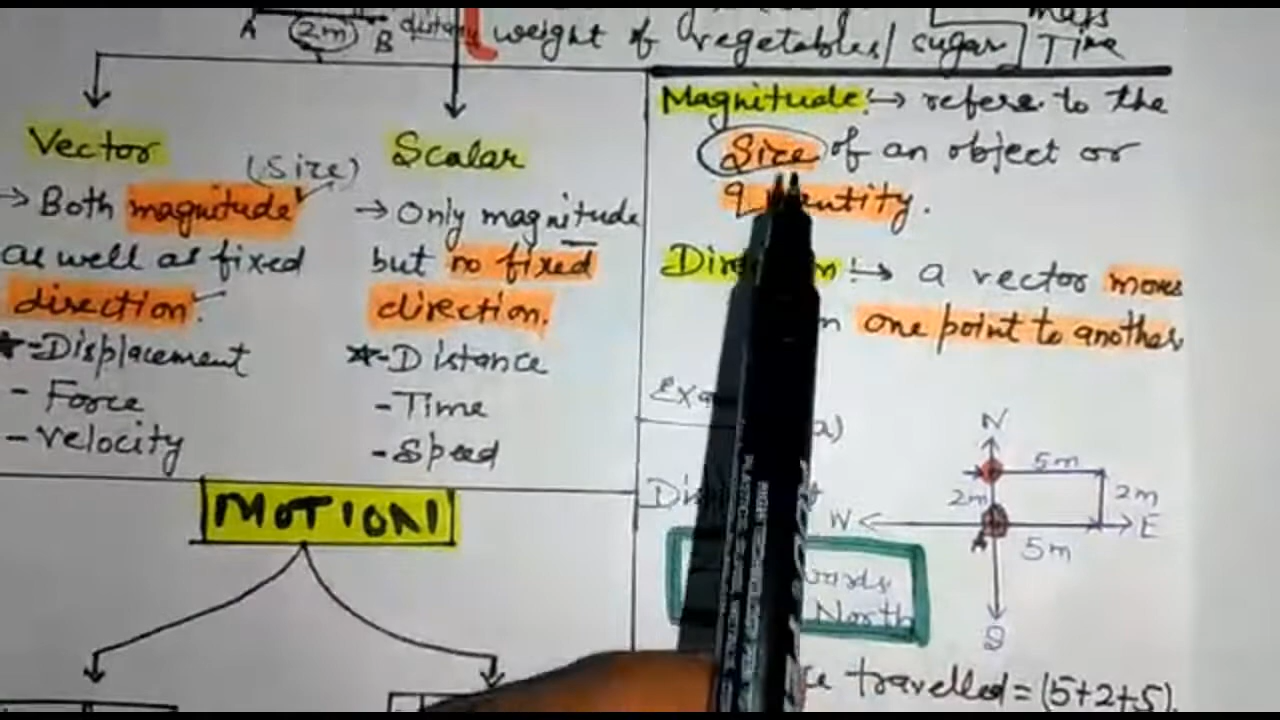 A 2m B
weight of vegetables/ sugar
mass
Time
Vector
(Size)
→ Both magnitude
as well as fixed
direction.
*-Displacement
- Force
- Velocity
Scalar
→ Only magnitude
but no fixed
direction.
*-Distance
- Time
- Speed
MOTION
Magnitude:→ refers to the
Size of an object or
quantity.
:→ a vector moves
one point to another
a)
N
5m
2m
2m
W
E
A
5m
S
North
travelled = (5+2+5).